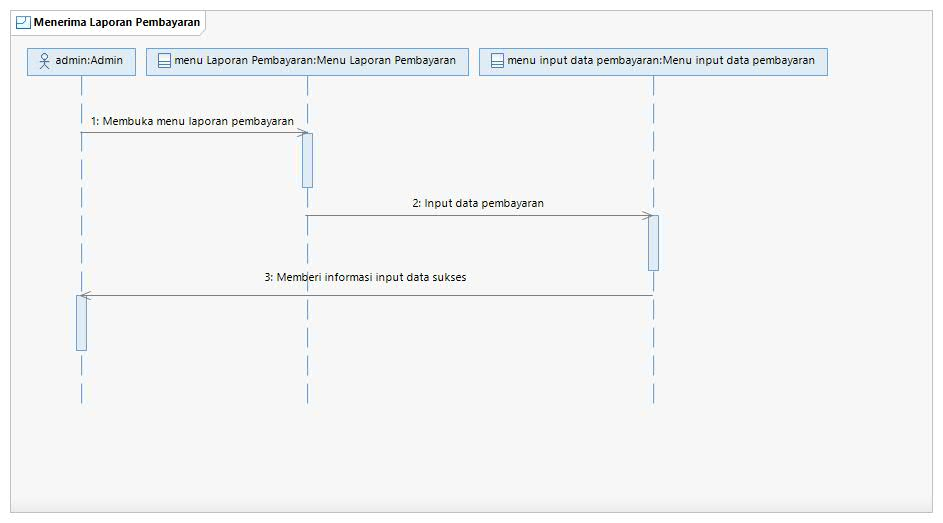 Menerima Laporan Pembayaran
admin:Admin
menu Laporan Pembayaran:Menu Laporan Pembayaran
menu input data pembayaran:Menu input data pembayaran
1: Membuka menu laporan pembayaran
2: Input data pembayaran
3: Memberi informasi input data sukses